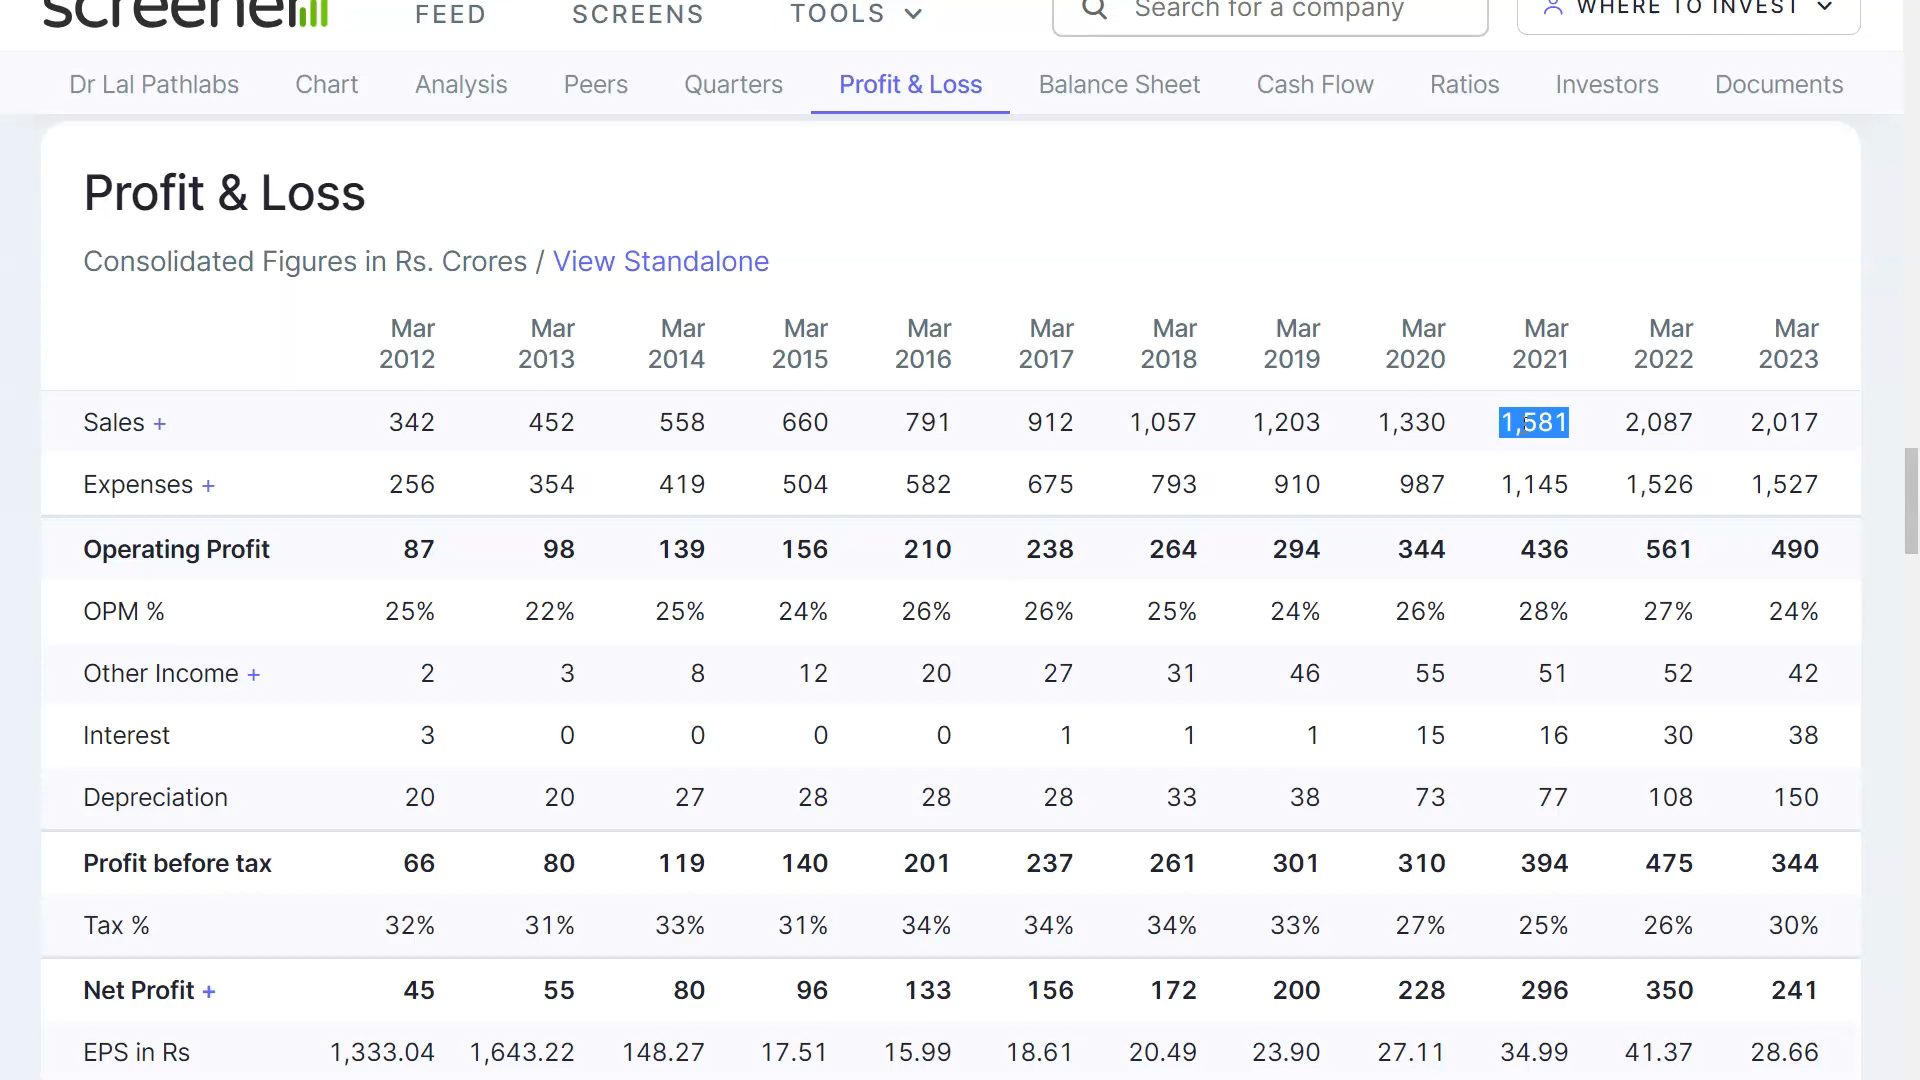 screener
FEED SCREENS TOOLS Search for a company WHERE TO INVEST
Dr Lal Pathlabs Chart Analysis Peers Quarters Profit & Loss Balance Sheet Cash Flow Ratios Investors Documents
Profit & Loss
Consolidated Figures in Rs. Crores / View Standalone
Mar Mar Mar Mar Mar Mar Mar Mar Mar Mar Mar Mar
2012 2013 2014 2015 2016 2017 2018 2019 2020 2021 2022 2023
Sales + 342 452 558 660 791 912 1,057 1,203 1,330 1,581 2,087 2,017
Expenses + 256 354 419 504 582 675 793 910 987 1,145 1,526 1,527
Operating Profit 87 98 139 156 210 238 264 294 344 436 561 490
OPM % 25% 22% 25% 24% 26% 26% 25% 24% 26% 28% 27% 24%
Other Income + 2 3 8 12 20 27 31 46 55 51 52 42
Interest 3 0 0 0 0 1 1 1 15 16 30 38
Depreciation 20 20 27 28 28 28 33 38 73 77 108 150
Profit before tax 66 80 119 140 201 237 261 301 310 394 475 344
Tax % 32% 31% 33% 31% 34% 34% 34% 33% 27% 25% 26% 30%
Net Profit + 45 55 80 96 133 156 172 200 228 296 350 241
EPS in Rs 1,333.04 1,643.22 148.27 17.51 15.99 18.61 20.49 23.90 27.11 34.99 41.37 28.66